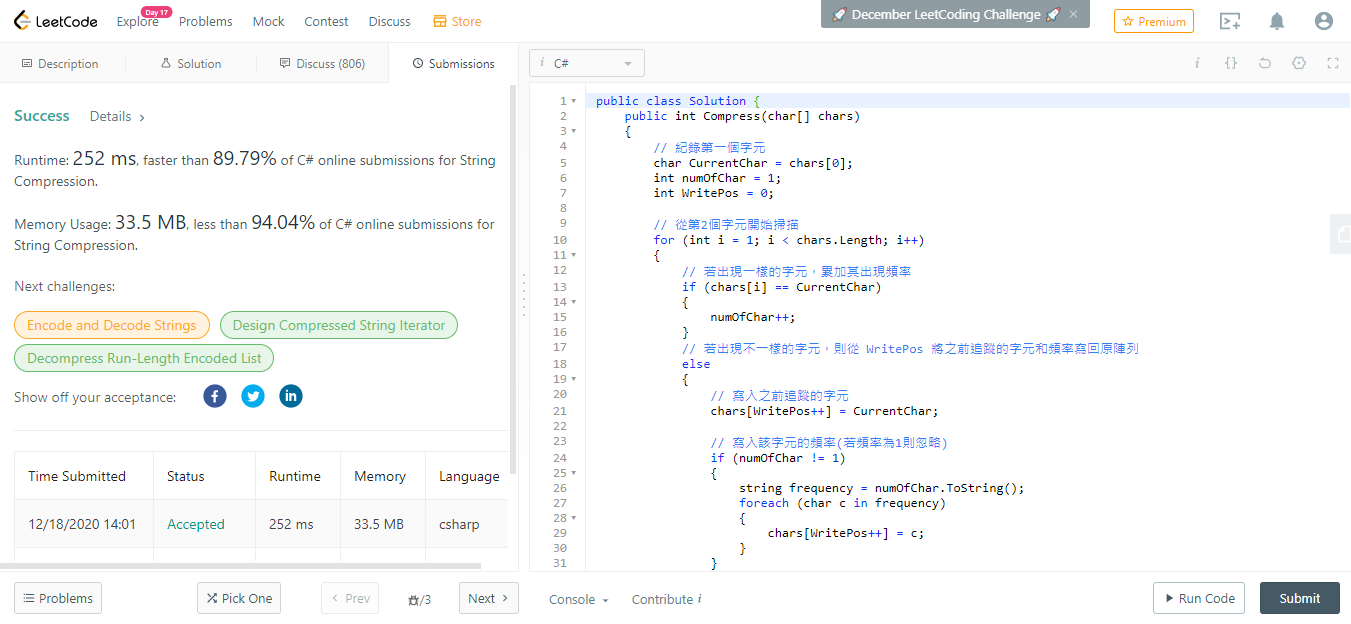 LeetCode
Explore
Day 17
Problems
Mock
Contest
Discuss
Store
🚀 December LeetCoding Challenge 🚀 ×
Premium
Description
Solution
Discuss (806)
Submissions
i C#
Success
Details >
Runtime: 252 ms, faster than 89.79% of C# online submissions for String
Compression.
Memory Usage: 33.5 MB, less than 94.04% of C# online submissions for
String Compression.
Next challenges:
Encode and Decode Strings
Design Compressed String Iterator
Decompress Run-Length Encoded List
Show off your acceptance:
Time Submitted Status Runtime Memory Language
12/18/2020 14:01 Accepted 252 ms 33.5 MB csharp
1 public class Solution {
2 public int Compress(char[] chars)
3 {
4 // 紀錄第一個字元
5 char CurrentChar = chars[0];
6 int numOfChar = 1;
7 int WritePos = 0;
8
9 // 從第2個字元開始掃描
10 for (int i = 1; i < chars.Length; i++)
11 {
12 // 若出現一樣的字元，累加其出現頻率
13 if (chars[i] == CurrentChar)
14 {
15 numOfChar++;
16 }
17 // 若出現不一樣的字元，則從 WritePos 將之前追蹤的字元和頻率寫回原陣列
18 else
19 {
20 // 寫入之前追蹤的字元
21 chars[WritePos++] = CurrentChar;
22
23 // 寫入該字元的頻率(若頻率為1則忽略)
24 if (numOfChar != 1)
25 {
26 string frequency = numOfChar.ToString();
27 foreach (char c in frequency)
28 {
29 chars[WritePos++] = c;
30 }
31 }
Problems
Pick One
< Prev
/3
Next >
Console
Contribute i
Run Code
Submit